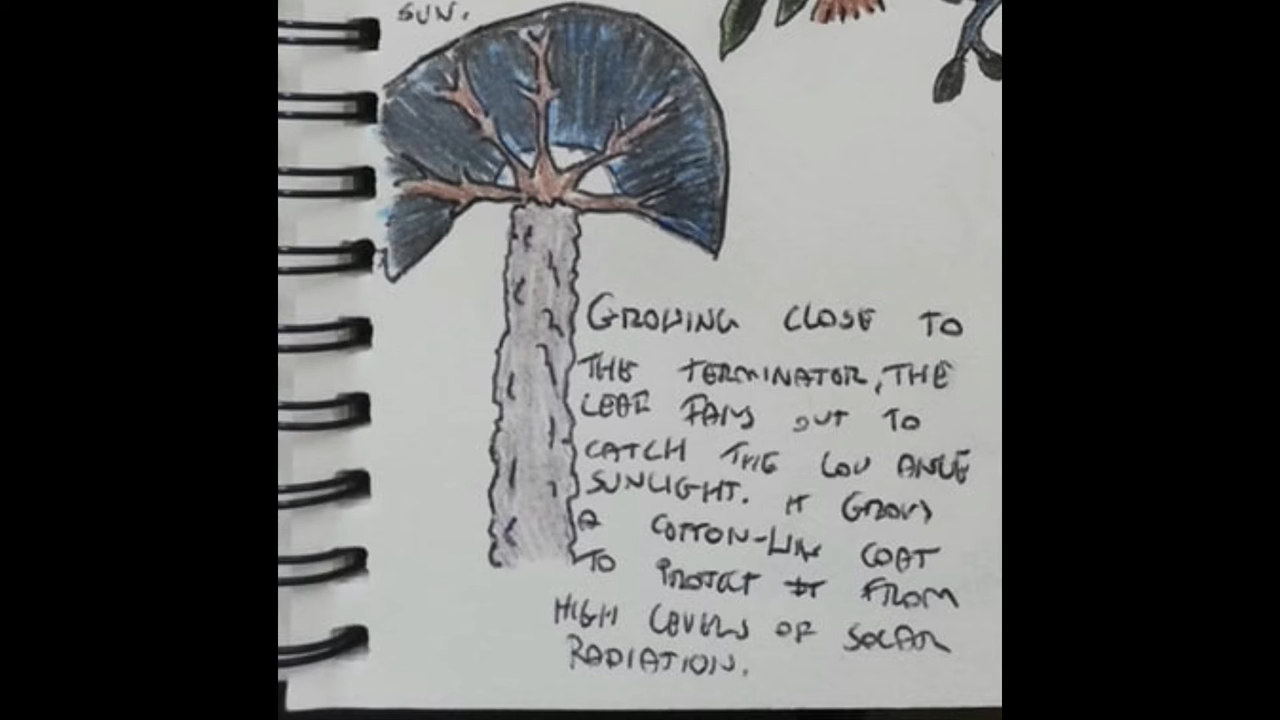 SUN.
GROWING CLOSE TO
THE TERMINATOR, THE
LEAF FANS OUT TO
CATCH THE LOW ANGLE
SUNLIGHT. IT GROWS
A COTTON-LIKE COAT
TO PROTECT IT FROM
HIGH LEVELS OF SOLAR
RADIATION.